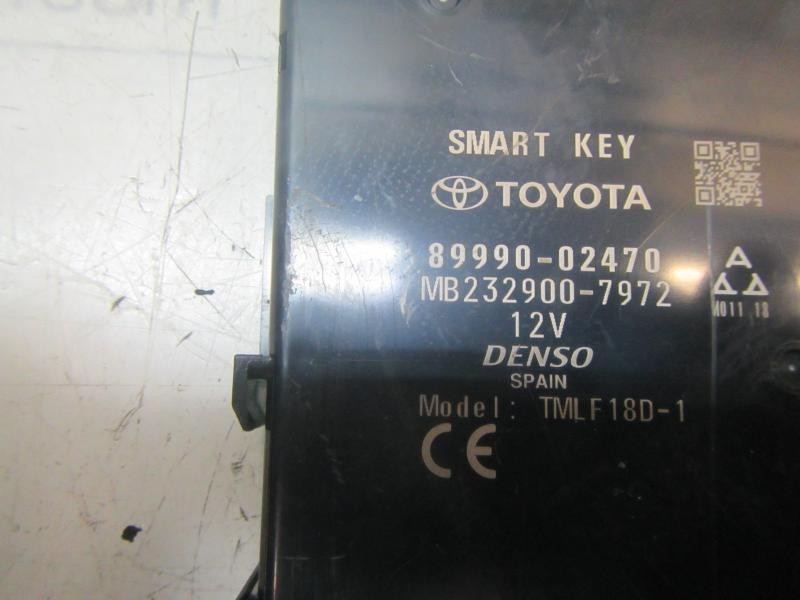 SMART KEY
TOYOTA
89990-02470
MB232900-7972
12V
DENSO
SPAIN
Model: TMLF18D-1
CE
A
M011 18